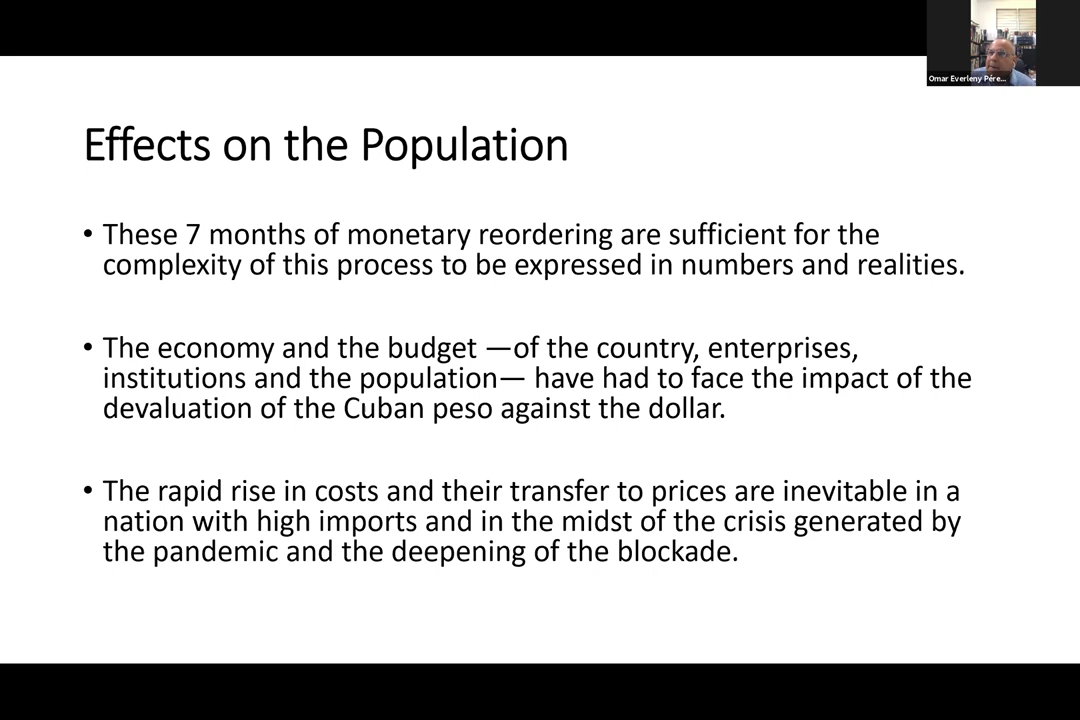 Omar Everleny Pére...
Effects on the Population
• These 7 months of monetary reordering are sufficient for the
complexity of this process to be expressed in numbers and realities.
• The economy and the budget —of the country, enterprises,
institutions and the population— have had to face the impact of the
devaluation of the Cuban peso against the dollar.
• The rapid rise in costs and their transfer to prices are inevitable in a
nation with high imports and in the midst of the crisis generated by
the pandemic and the deepening of the blockade.